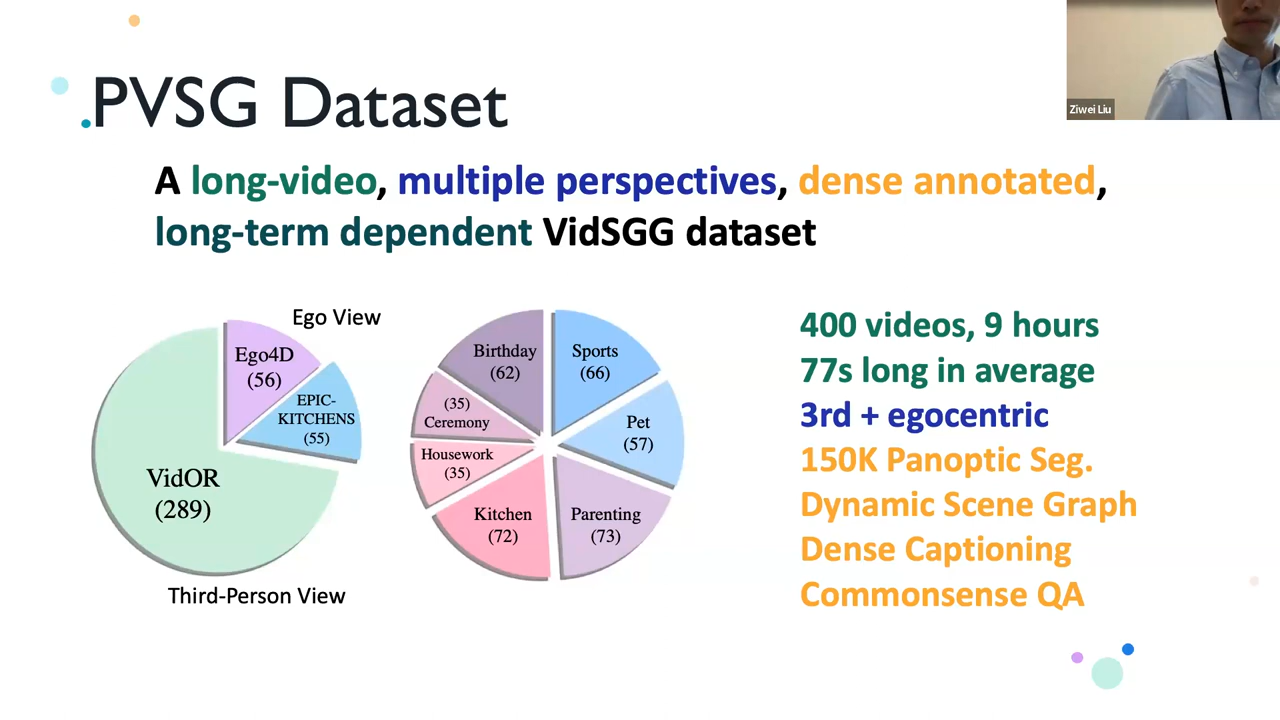 PVSG Dataset
Ziwei Liu
A long-video, multiple perspectives, dense annotated,
long-term dependent VidSGG dataset
Ego View
Ego4D
(56)
EPIC-
KITCHENS
(55)
VidOR
(289)
Third-Person View
Birthday
(62)
Sports
(66)
(35)
Ceremony
Pet
(57)
Housework
(35)
Kitchen
(72)
Parenting
(73)
400 videos, 9 hours
77s long in average
3rd + egocentric
150K Panoptic Seg.
Dynamic Scene Graph
Dense Captioning
Commonsense QA